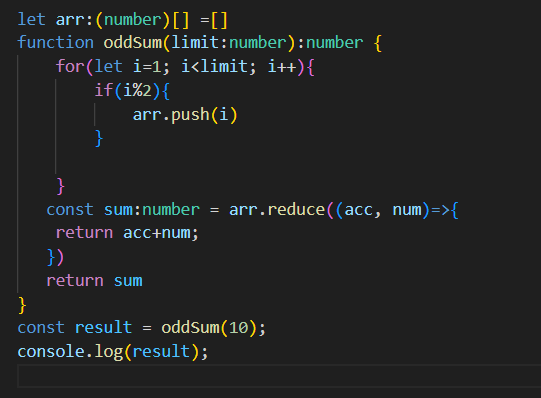 let arr:(number)[] =[]
function oddSum(limit:number):number {
    for(let i=1; i<limit; i++){
        if(i%2){
            arr.push(i)
        }

    }
   const sum:number = arr.reduce((acc, num)=>{
    return acc+num;
   })
   return sum
}
const result = oddSum(10);
console.log(result);